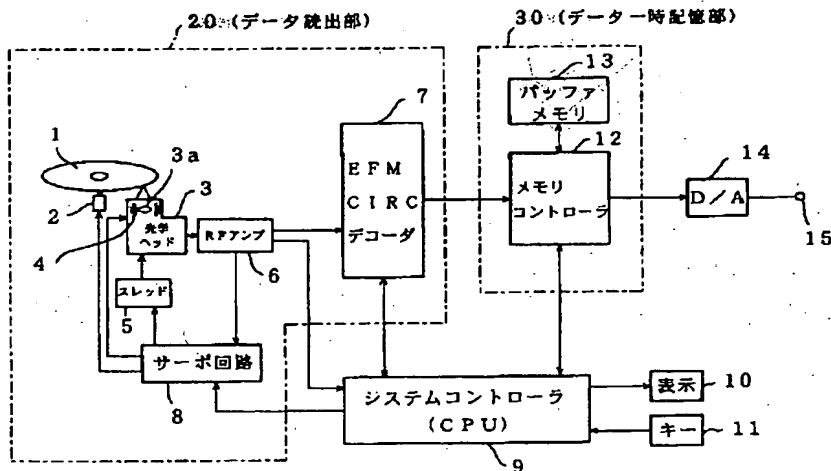 20(データ読出部)
30(データ一時記憶部)
13
バッファ
メモリ
7
12
1
3a
EFM
CIRC
デコーダ
メモリ
コントローラ
14
D/A
15
2
3
光学
ヘッド
RFアンプ
4
6
スレッド
5
サーボ回路
8
システムコントローラ
(CPU)
9
表示
10
キー
11